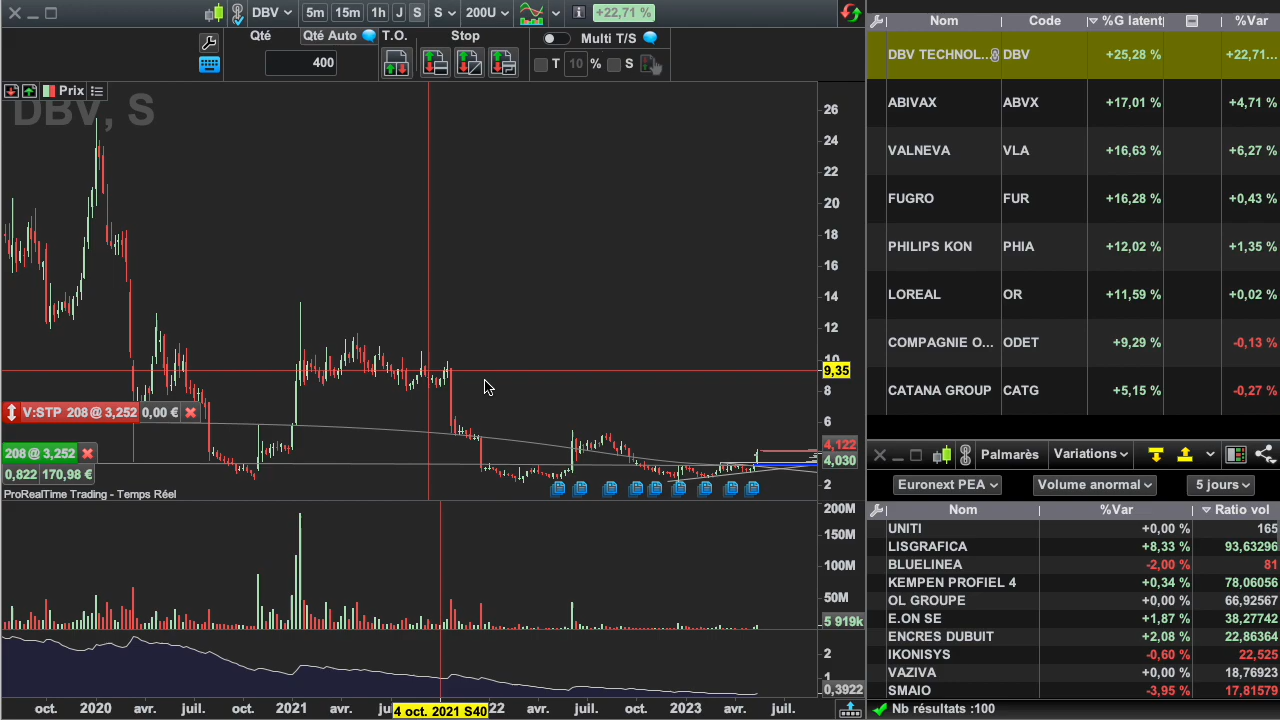 DBV 5m 15m 1h J S S 200U +22,71 %
Qté Qté Auto T.O. Stop Multi T/S
400 T 10 % S
Prix
DBV, S
26
24
22
20
18
16
14
12
10
9,35
8
6
4,122
4,030
2
V:STP 208@3,252 0,00 €
208@3,252
0,822 170,98 €
ProRealTime Trading - Temps Réel
200M
150M
100M
50M
5 919k
2
1
0,3922
oct. 2020 avr. juil. oct. 2021 avr. 4 oct. 2021 S40 22 avr. juil. oct. 2023 avr. juil.
Nom Code %G latent %Var
DBV TECHNOL... DBV +25,28 % +22,71...
ABIVAX ABVX +17,01 % +4,71 %
VALNEVA VLA +16,63 % +6,27 %
FUGRO FUR +16,28 % +0,43 %
PHILIPS KON PHIA +12,02 % +1,35 %
LOREAL OR +11,59 % +0,02 %
COMPAGNIE O... ODET +9,29 % -0,13 %
CATANA GROUP CATG +5,15 % -0,27 %
Palmarès Variations
Euronext PEA Volume anormal 5 jours
Nom %Var Ratio vol
UNITI +0,00 % 165
LISGRAFICA +8,33 % 93,63296
BLUELINEA -2,00 % 81
KEMPEN PROFIEL 4 +0,34 % 78,06056
OL GROUPE +0,00 % 66,92567
E.ON SE +1,87 % 38,27742
ENCRES DUBUIT +2,08 % 22,86364
IKONISYS -0,60 % 22,525
VAZIVA +0,00 % 18,76923
SMAIO -3,95 % 17,81579
Nb résultats :100